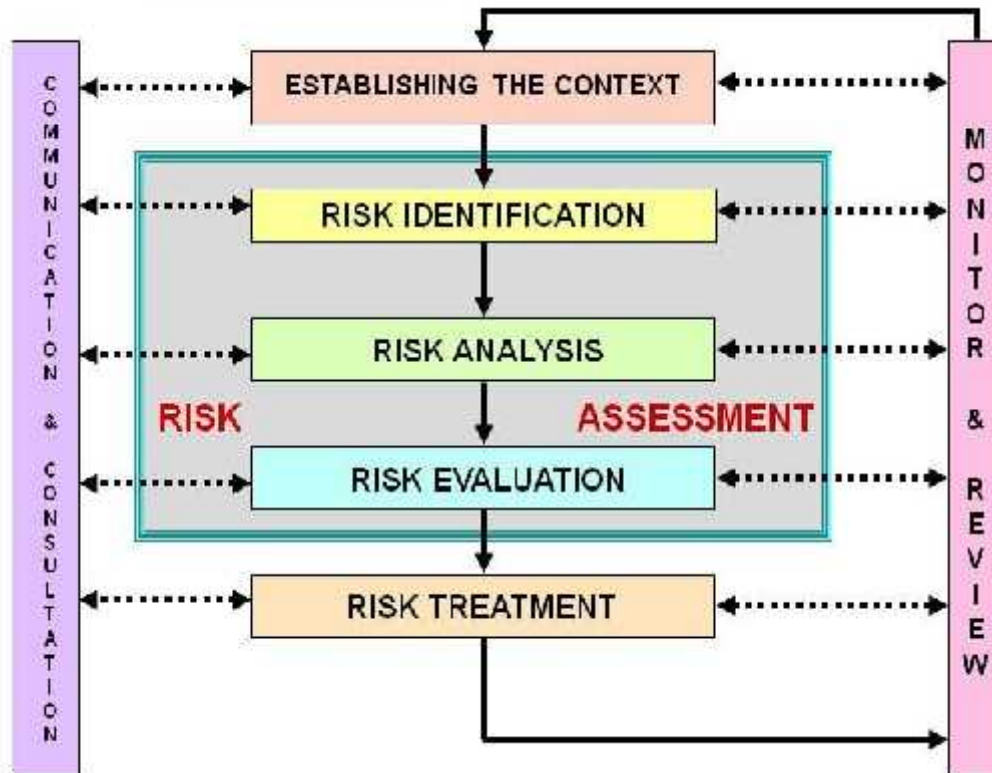 COMMUNICATION & CONSULTATION
ESTABLISHING THE CONTEXT
RISK IDENTIFICATION
RISK ANALYSIS
RISK ASSESSMENT
RISK EVALUATION
RISK TREATMENT
MONITOR & REVIEW